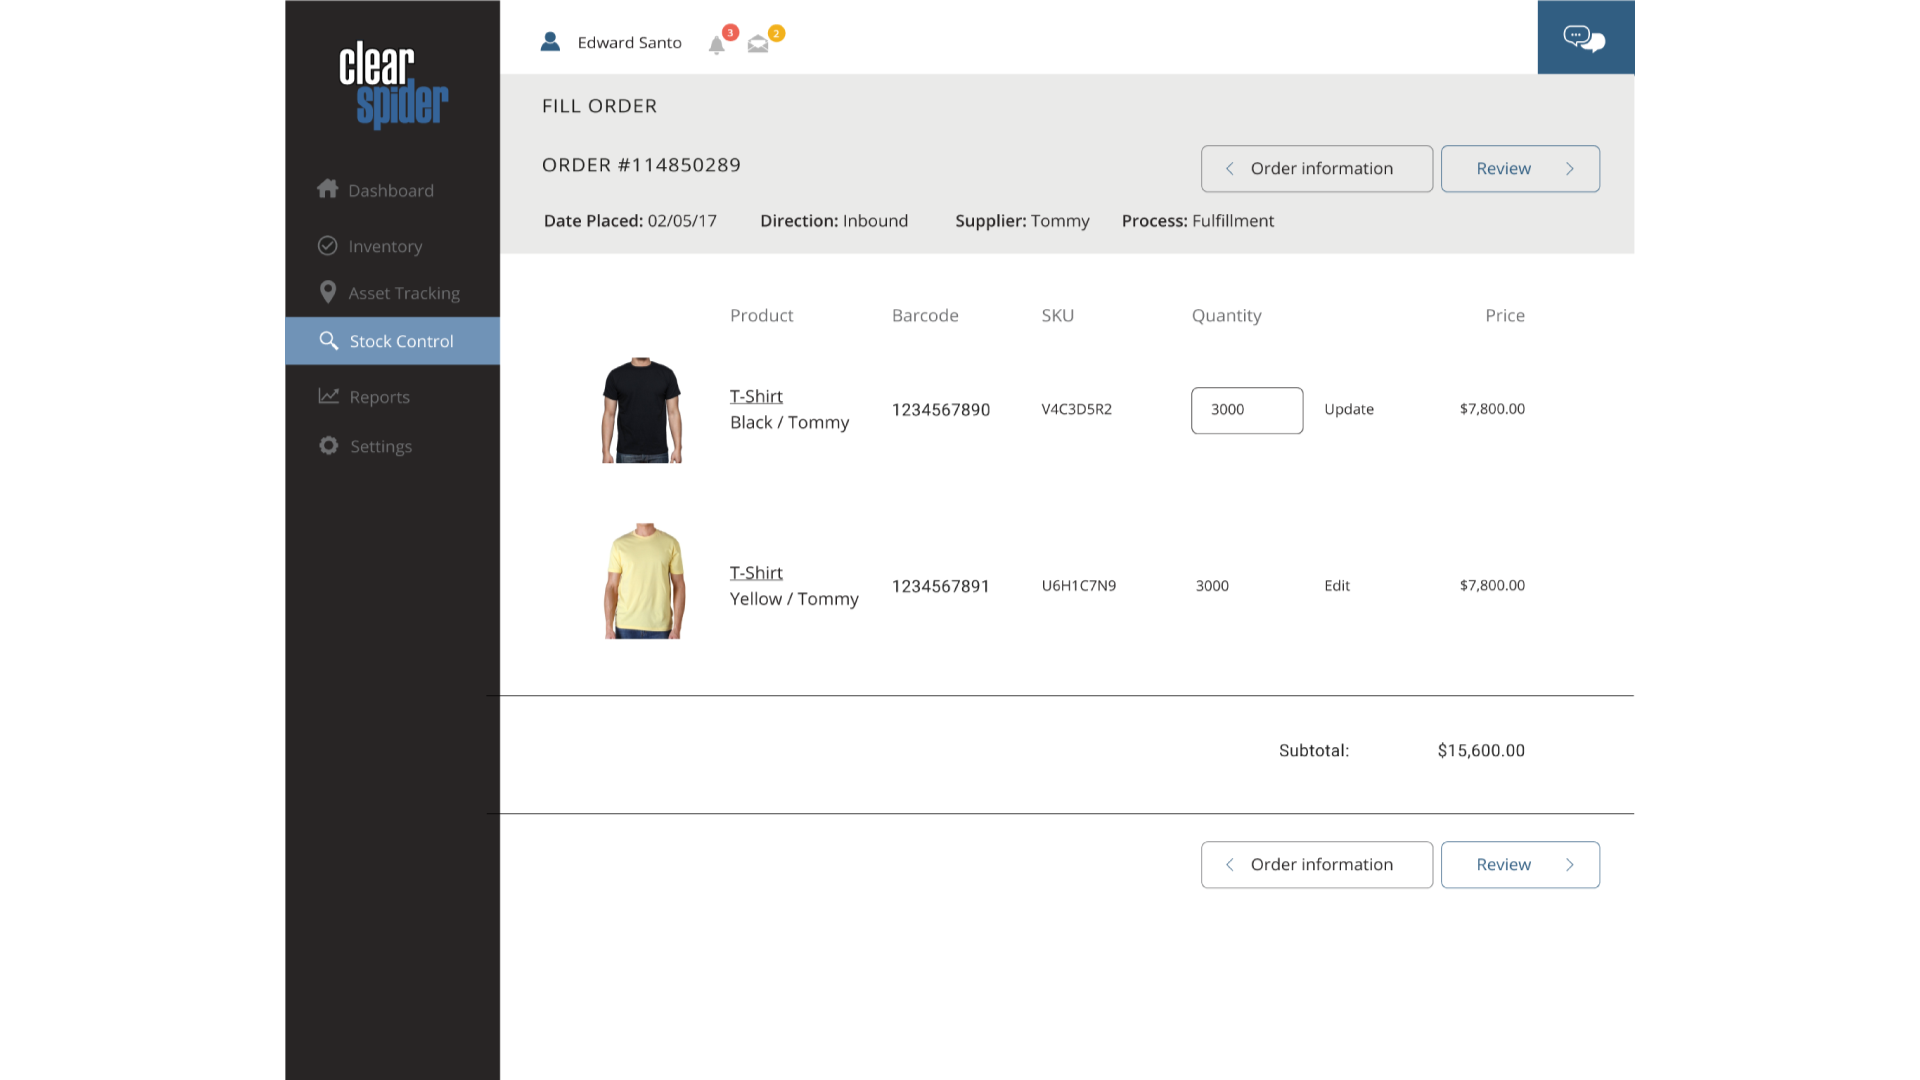 clear
spider
Dashboard
Inventory
Asset Tracking
Stock Control
Reports
Settings
Edward Santo 3 2
FILL ORDER
ORDER #114850289
Order information
Review
Date Placed: 02/05/17 Direction: Inbound Supplier: Tommy Process: Fulfillment
Product Barcode SKU Quantity Price
T-Shirt
Black / Tommy
1234567890 V4C3D5R2 3000 Update $7,800.00
T-Shirt
Yellow / Tommy
1234567891 U6H1C7N9 3000 Edit $7,800.00
Subtotal: $15,600.00
Order information
Review